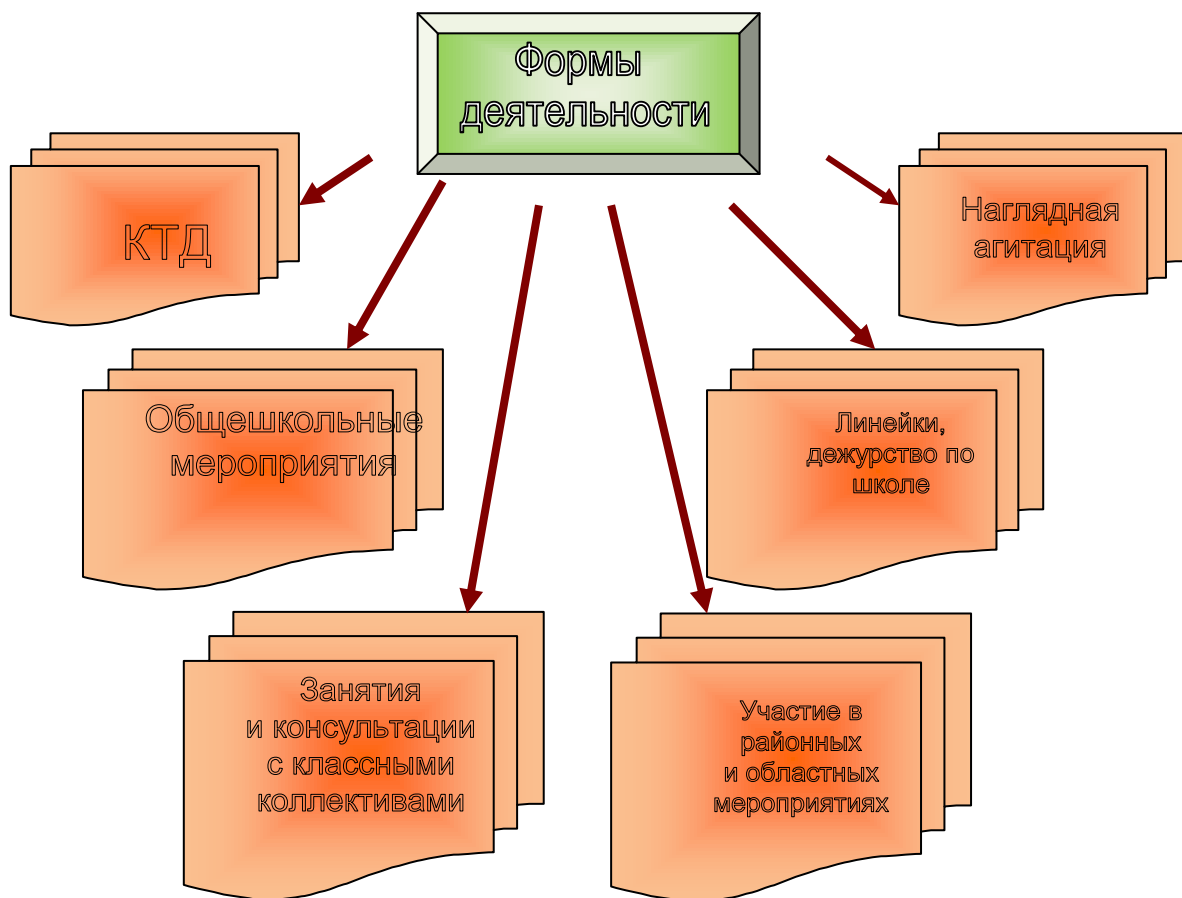 Формы
деятельности
КТД
Наглядная
агитация
Общешкольные
мероприятия
Линейки,
дежурство по
школе
Занятия
и консультации
с классными
коллективами
Участие в
районных
и областных
мероприятиях